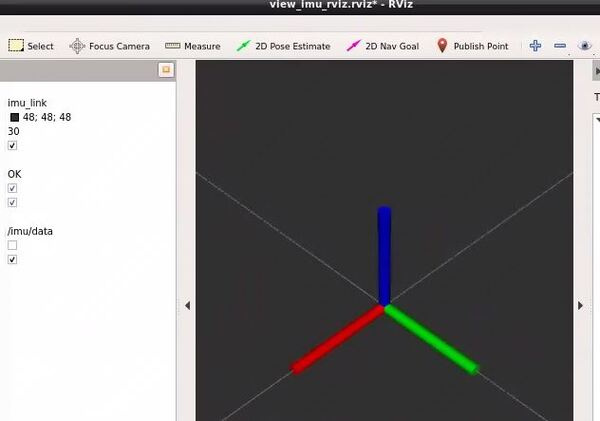 view_imu_rviz.rviz* - RViz
Select Focus Camera Measure 2D Pose Estimate 2D Nav Goal Publish Point
imu_link
48; 48; 48
30
OK
/imu/data
T